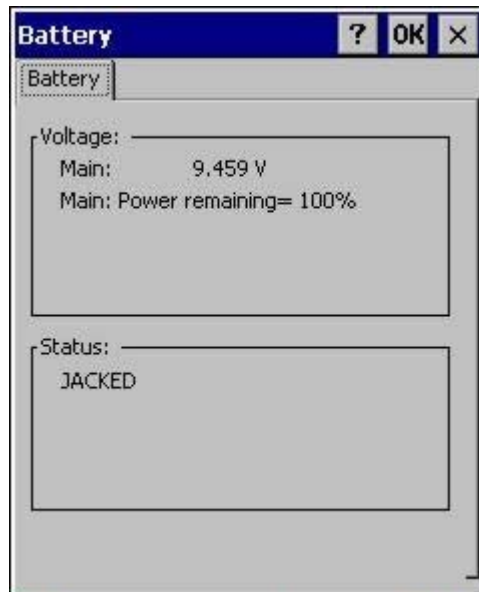 Battery ? OK ×
Battery
Voltage:
Main: 9.459 V
Main: Power remaining= 100%
Status:
JACKED